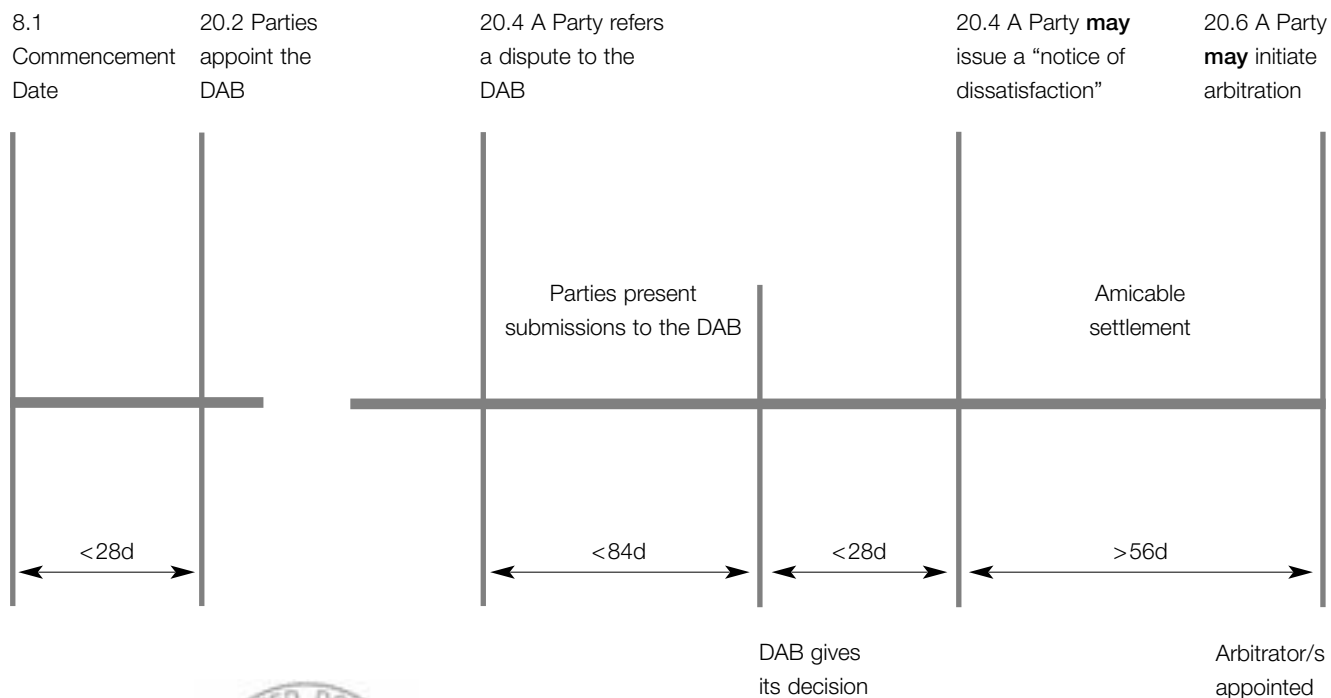 8.1
Commencement
Date
20.2 Parties
appoint the
DAB
20.4 A Party refers
a dispute to the
DAB
20.4 A Party may
issue a “notice of
dissatisfaction”
20.6 A Party
may initiate
arbitration
Parties present
submissions to the DAB
Amicable
settlement
<28d
<84d
<28d
>56d
DAB gives
its decision
Arbitrator/s
appointed